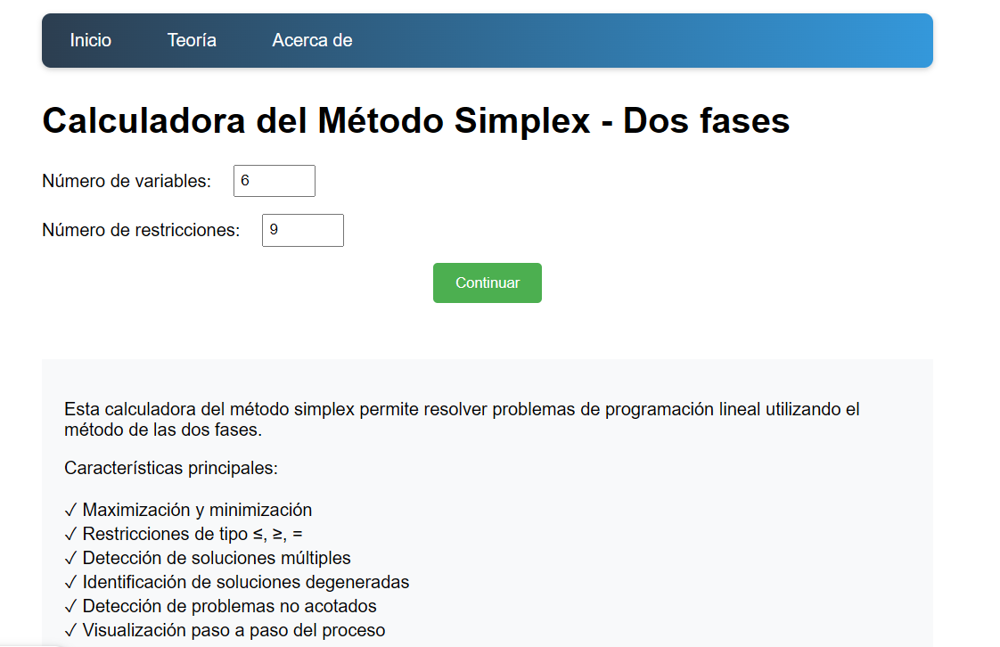 Inicio Teoría Acerca de
Calculadora del Método Simplex - Dos fases
Número de variables: 6
Número de restricciones: 9
Continuar
Esta calculadora del método simplex permite resolver problemas de programación lineal utilizando el
método de las dos fases.
Características principales:
✓ Maximización y minimización
✓ Restricciones de tipo ≤, ≥, =
✓ Detección de soluciones múltiples
✓ Identificación de soluciones degeneradas
✓ Detección de problemas no acotados
✓ Visualización paso a paso del proceso